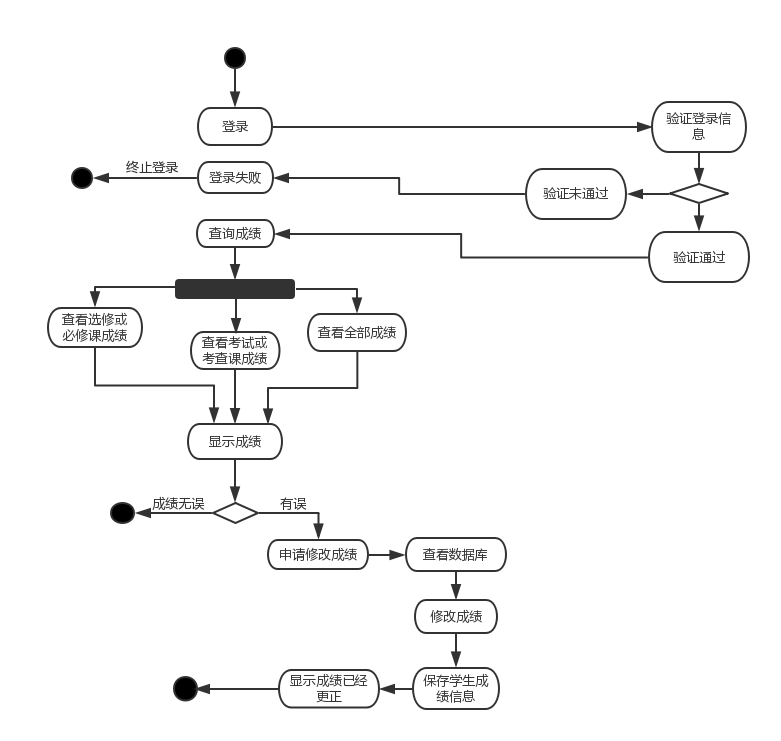 登录
验证登录信
息
终止登录
登录失败
验证未通过
查询成绩
验证通过
查看选修或
必修课成绩
查看考试或
考查课成绩
查看全部成绩
显示成绩
成绩无误
有误
申请修改成绩
查看数据库
修改成绩
保存学生成
绩信息
显示成绩已经
更正